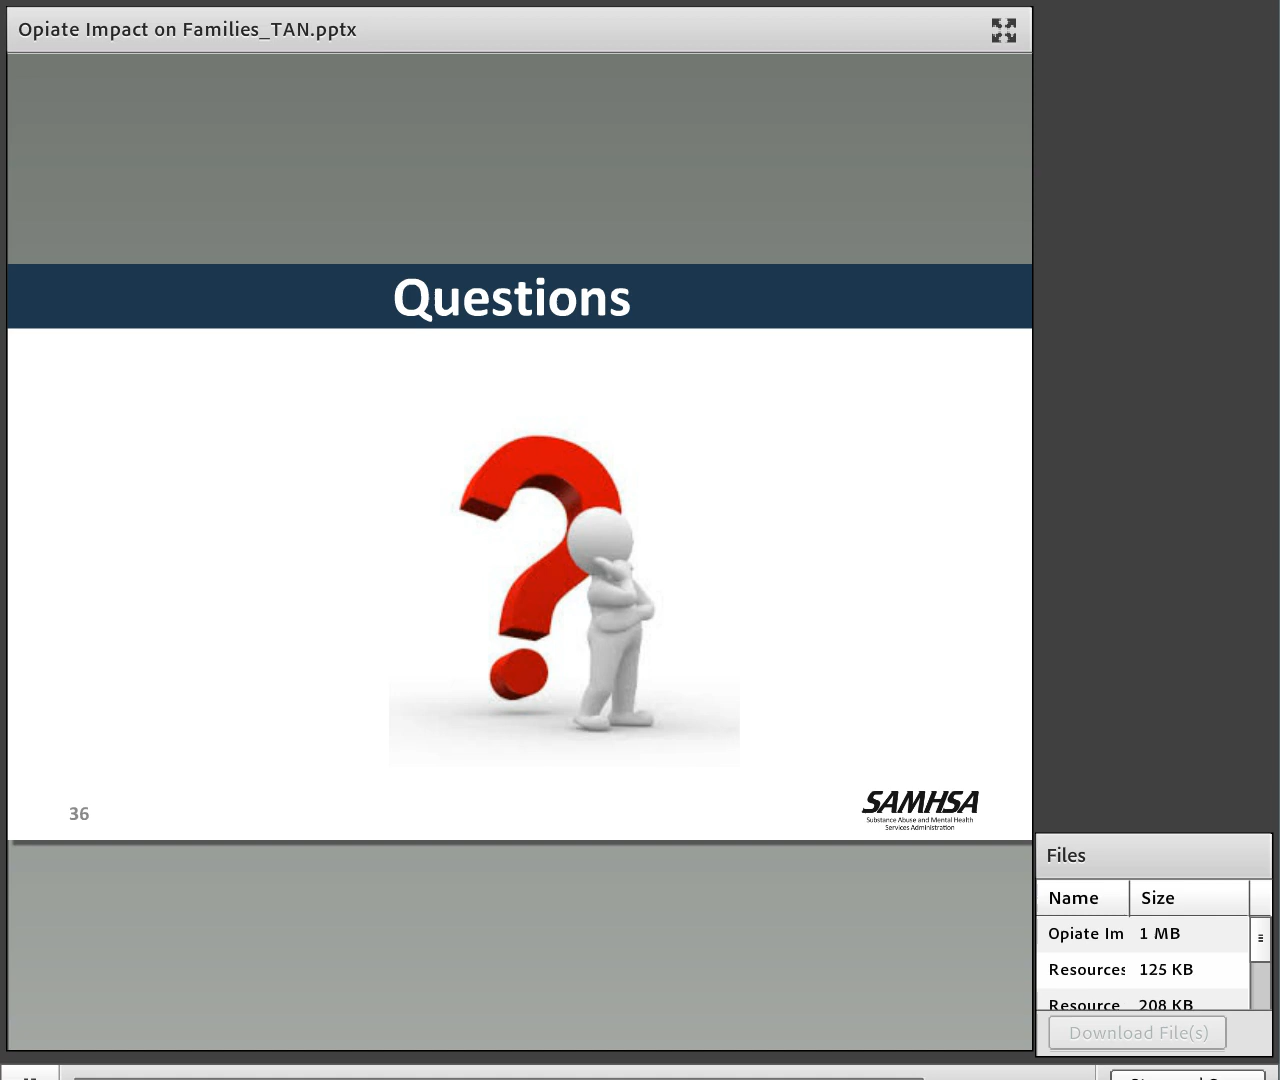 Opiate Impact on Families_TAN.pptx
Questions
36
SAMHSA
Substance Abuse and Mental Health
Services Administration
Files
Name Size
Opiate Im 1 MB
Resources 125 KB
Resource 208 KB
Download File(s)